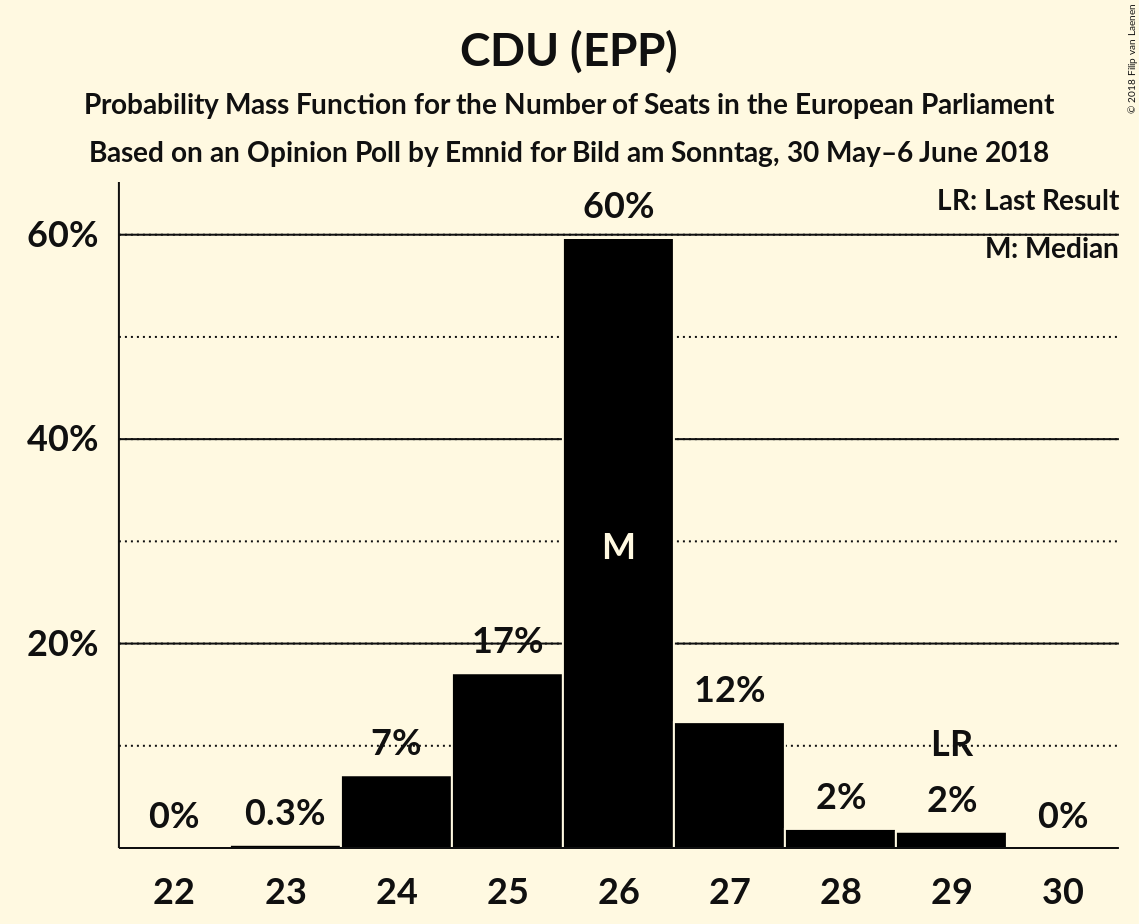 CDU (EPP)
Probability Mass Function for the Number of Seats in the European Parliament
Based on an Opinion Poll by Emnid for Bild am Sonntag, 30 May–6 June 2018
© 2018 Filip van Laenen
LR: Last Result
M: Median
60%
40%
20%
0%
0.3%
7%
17%
60%
M
12%
2%
LR
2%
0%
22 23 24 25 26 27 28 29 30